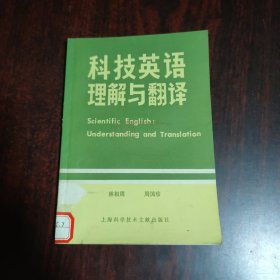 科技英语
理解与翻译
Scientific English:
Understanding and Translation
上海科学技术文献出版社